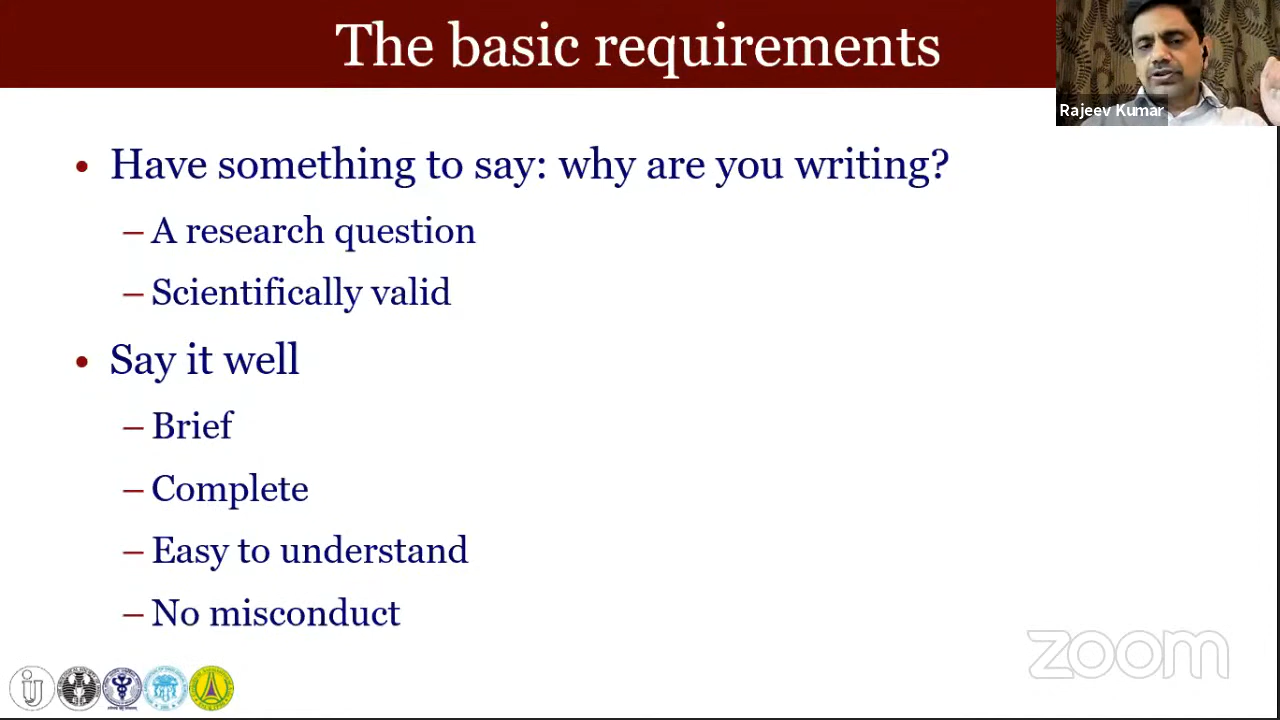 The basic requirements
Rajeev Kumar
• Have something to say: why are you writing?
– A research question
– Scientifically valid
• Say it well
– Brief
– Complete
– Easy to understand
– No misconduct
zoom